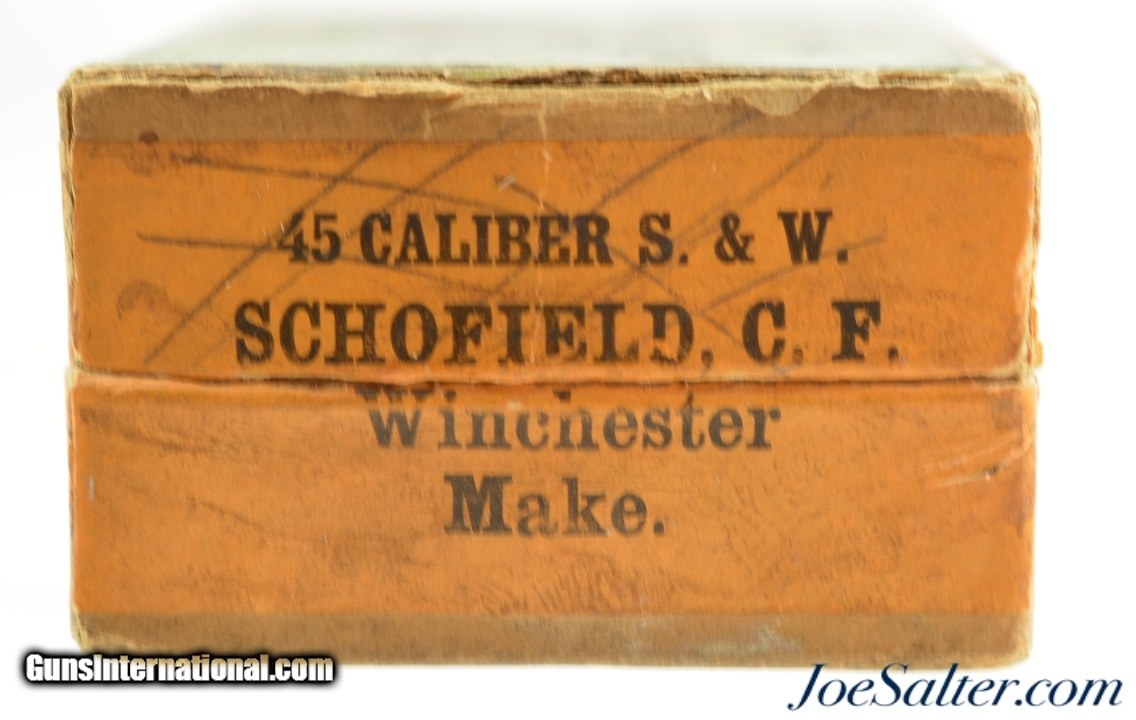 45 CALIBER S. & W.
SCHOFIELD, C. F.
Winchester
Make.
GunsInternational.com
JoeSalter.com